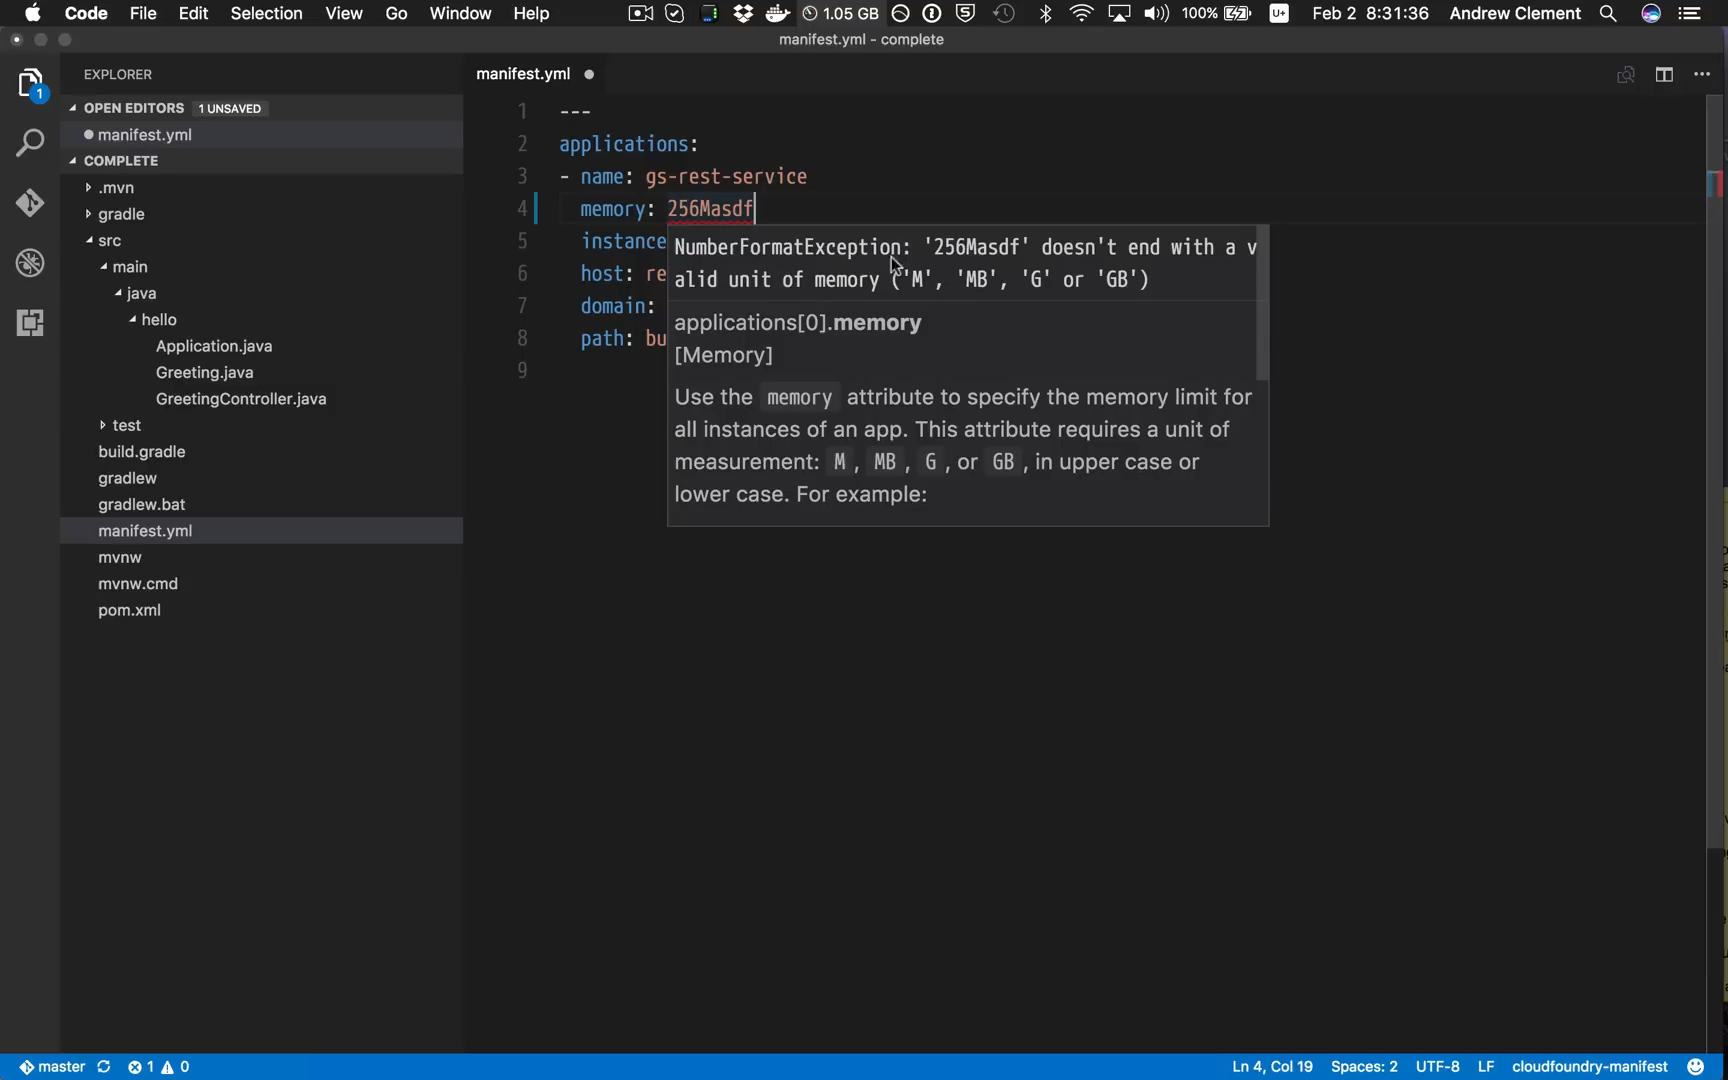 Code File Edit Selection View Go Window Help 1.05 GB 100% U+ Feb 2 8:31:36 Andrew Clement
manifest.yml - complete
EXPLORER
OPEN EDITORS 1 UNSAVED
manifest.yml
COMPLETE
.mvn
gradle
src
main
java
hello
Application.java
Greeting.java
GreetingController.java
test
build.gradle
gradlew
gradlew.bat
manifest.yml
mvnw
mvnw.cmd
pom.xml
1
manifest.yml
1 ---
2 applications:
3 - name: gs-rest-service
4 memory: 256Masdf
5 instance
6 host: re
7 domain:
8 path: bu
9
NumberFormatException: '256Masdf' doesn't end with a v
alid unit of memory ('M', 'MB', 'G' or 'GB')
applications[0].memory
[Memory]
Use the memory attribute to specify the memory limit for
all instances of an app. This attribute requires a unit of
measurement: M, MB, G, or GB, in upper case or
lower case. For example:
master 1 0 Ln 4, Col 19 Spaces: 2 UTF-8 LF cloudfoundry-manifest